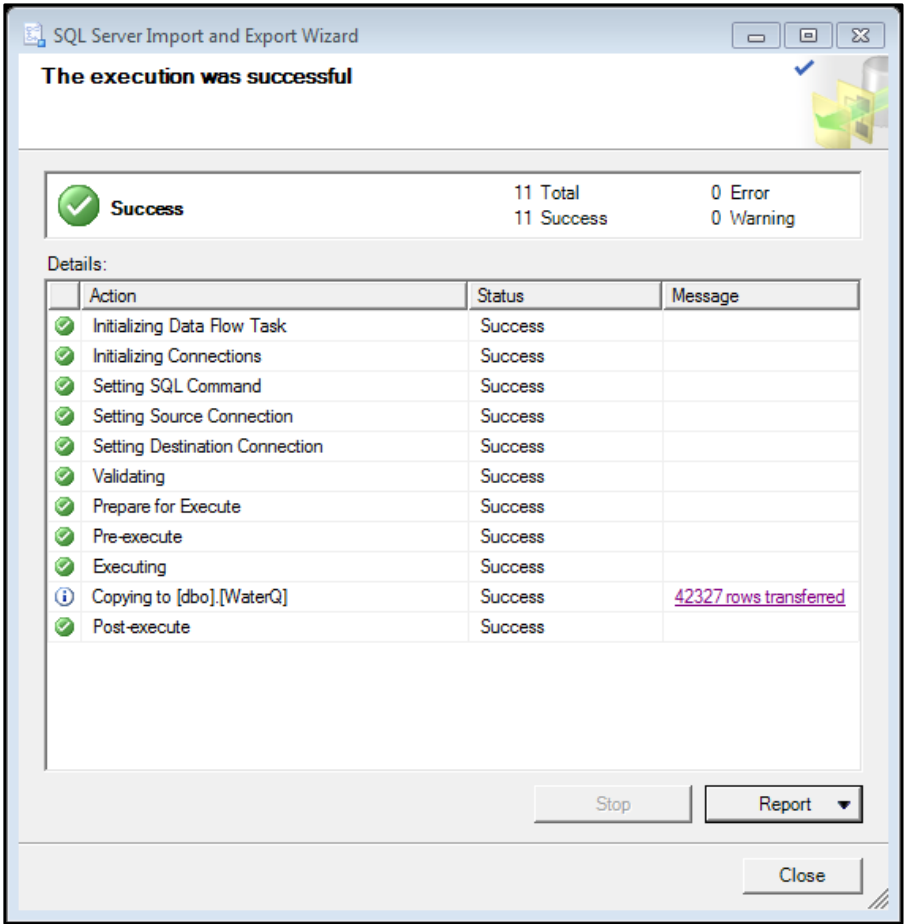 SQL Server Import and Export Wizard
The execution was successful
Success 11 Total 0 Error
11 Success 0 Warning
Details:
Action Status Message
Initializing Data Flow Task Success
Initializing Connections Success
Setting SQL Command Success
Setting Source Connection Success
Setting Destination Connection Success
Validating Success
Prepare for Execute Success
Pre-execute Success
Executing Success
Copying to [dbo].[WaterQ] Success 42327 rows transferred
Post-execute Success
Stop Report
Close